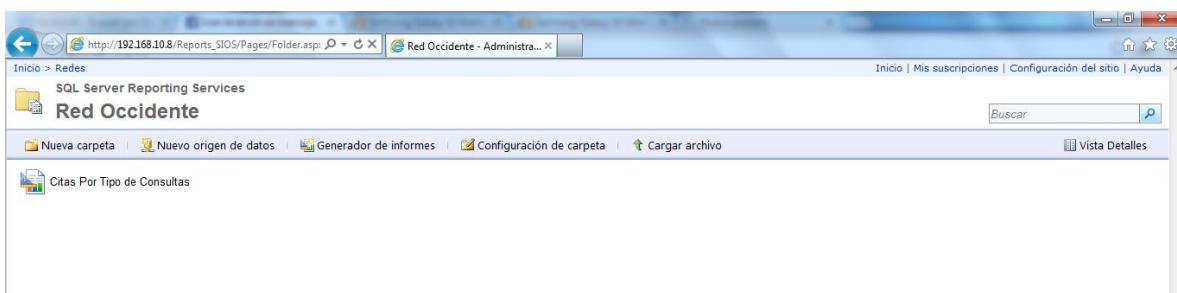 http://192.168.10.8/Reports_SIOS/Pages/Folder.asp:
Red Occidente - Administra...
Inicio > Redes
Inicio | Mis suscripciones | Configuración del sitio | Ayuda
SQL Server Reporting Services
Red Occidente
Buscar
Nueva carpeta | Nuevo origen de datos | Generador de informes | Configuración de carpeta | Cargar archivo
Vista Detalles
Citas Por Tipo de Consultas